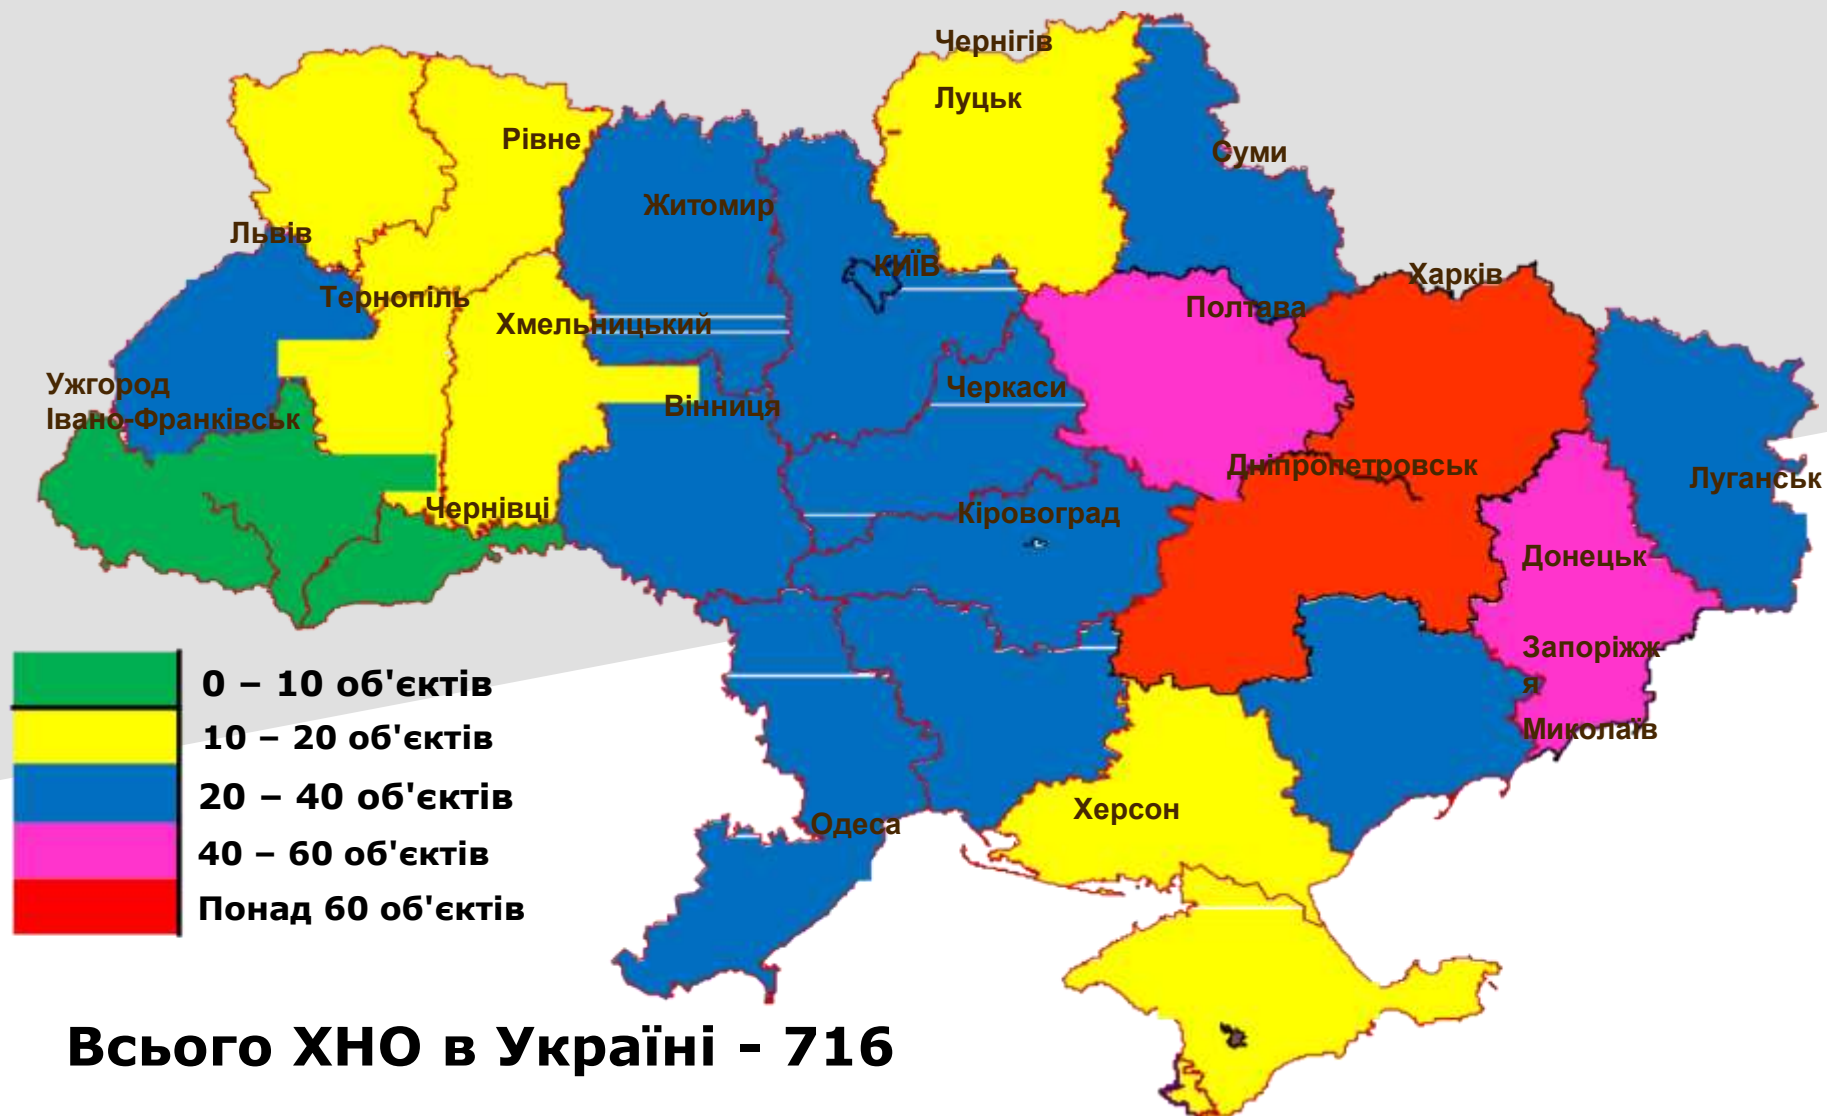 Чернігів
Луцьк
Рівне
Суми
Житомир
Львів
КИЇВ
Харків
Тернопіль
Полтава
Хмельницький
Ужгород
Івано-Франківськ
Черкаси
Вінниця
Дніпропетровськ
Луганськ
Чернівці
Кіровоград
Донецьк
Запоріжж
я
Миколаїв
Херсон
Одеса
0 – 10 об'єктів
10 – 20 об'єктів
20 – 40 об'єктів
40 – 60 об'єктів
Понад 60 об'єктів
Всього ХНО в Україні - 716